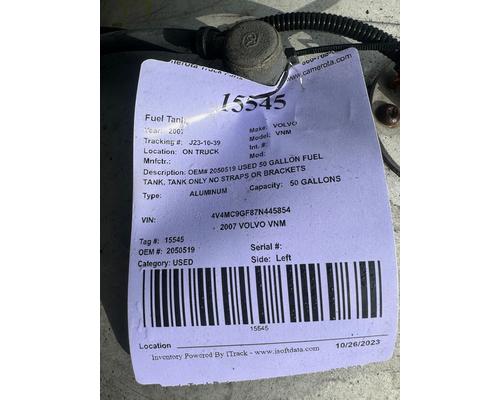 www.camerota.com
15545
Fuel Tank
Year: 2007
Make: VOLVO
Tracking #: J23-10-39
Model: VNM
Location: ON TRUCK
Int. #:
Mnfctr.:
Mod:
Description: OEM# 2050519 USED 50 GALLON FUEL
TANK, TANK ONLY NO STRAPS OR BRACKETS
Type: ALUMINUM
Capacity: 50 GALLONS
VIN: 4V4MC9GF87N445854
2007 VOLVO VNM
Tag #: 15545
Serial #:
OEM #: 2050519
Side: Left
Category: USED
15545
Location
10/26/2023
Inventory Powered By ITrack - www.isoftdata.com